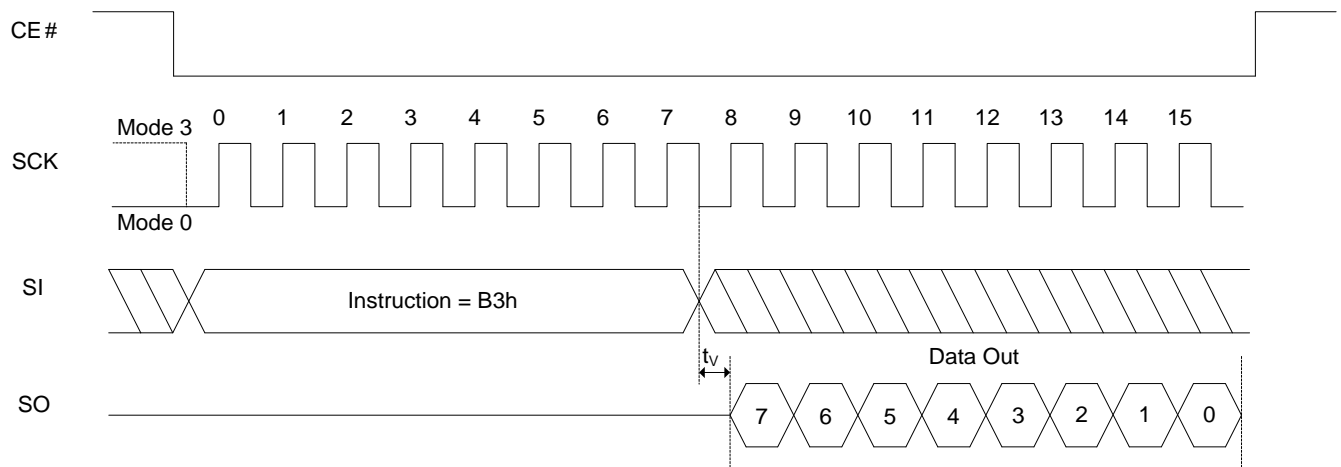 CE#
Mode 3
0 1 2 3 4 5 6 7 8 9 10 11 12 13 14 15
SCK
Mode 0
SI
Instruction = B3h
tV
Data Out
SO
7 6 5 4 3 2 1 0